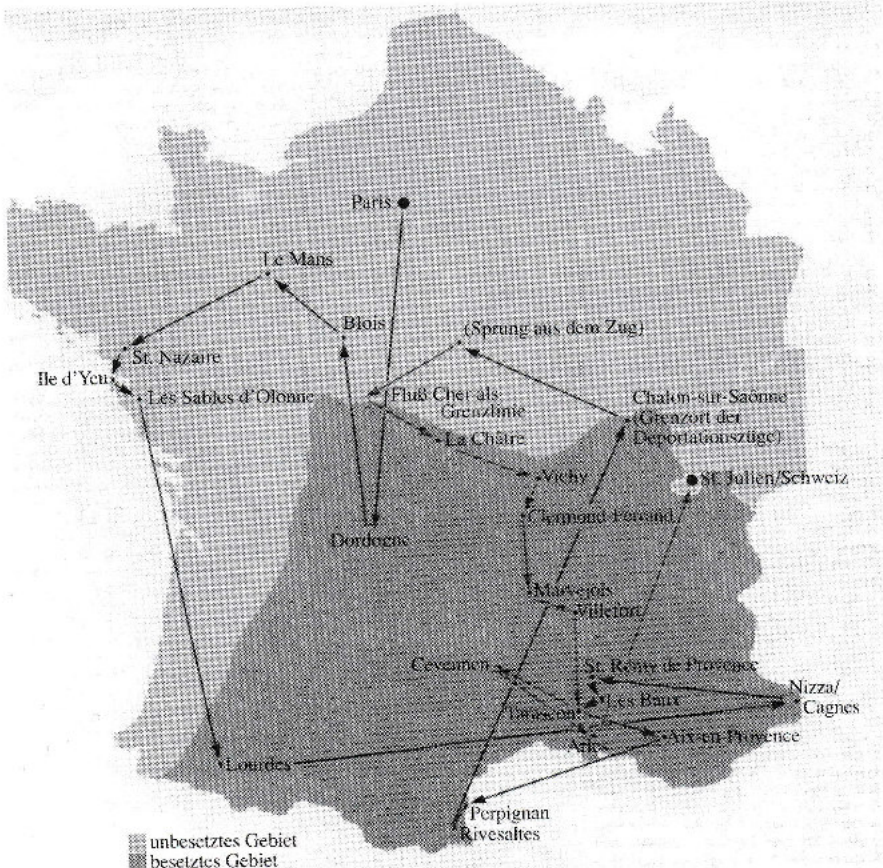 Paris
Le Mans
Blois
(Sprung aus dem Zug)
St. Nazaire
Ile d'Yeu
Les Sables d'Olonne
Fluß Cher als
Grenzlinie
Chalon-sur-Saônne
(Grenzort der
Deportationszüge)
La Châtre
Vichy
St. Julien/Schweiz
Clermond-Ferrand
Dordogne
Marvejois
Villefort
Cevennen
St. Rémy de Provence
Les Baux
Nizza/
Cagnes
Tarascon
Arles
Aix-en-Provence
Lourdes
Perpignan
Rivesaltes
unbesetztes Gebiet
besetztes Gebiet